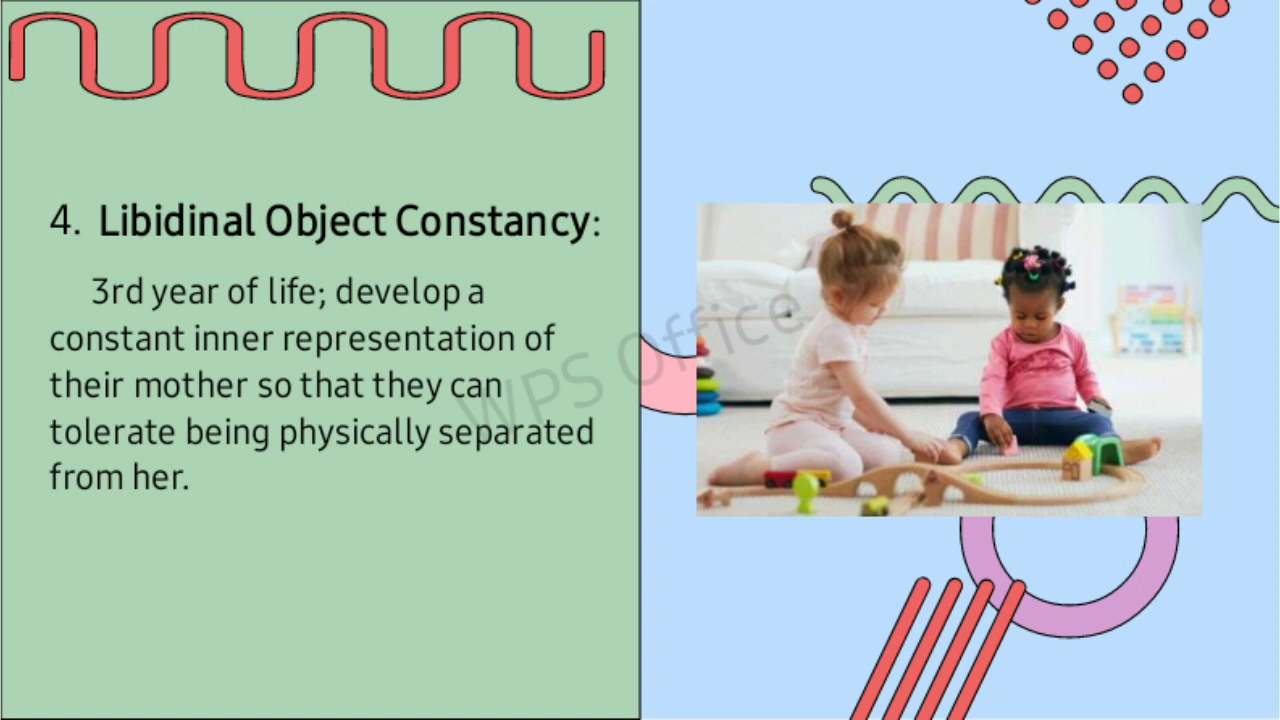 4. Libidinal Object Constancy:
3rd year of life; develop a
constant inner representation of
their mother so that they can
tolerate being physically separated
from her.
WPS Office